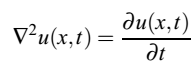 ∇²u(x,t) = ∂u(x,t)/∂t